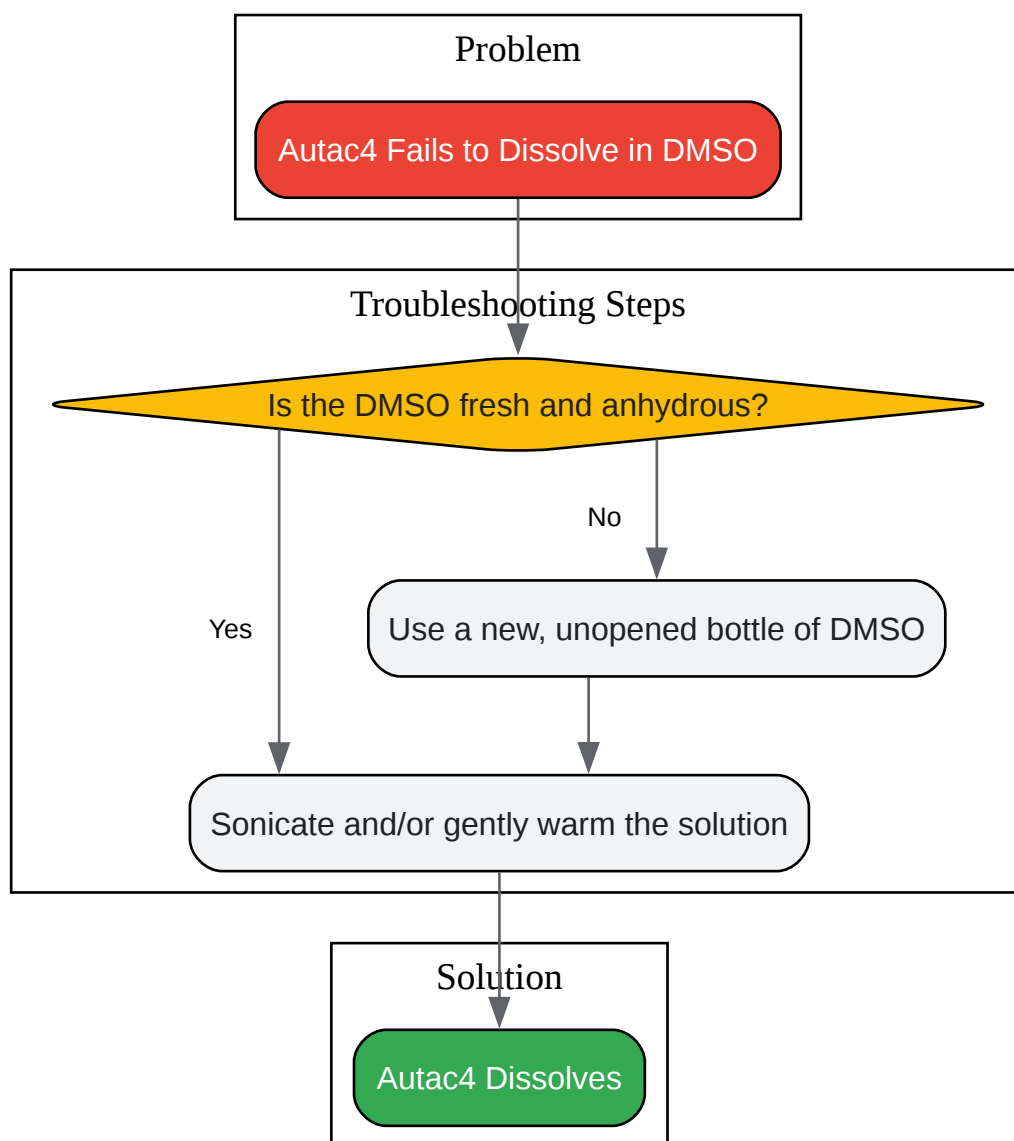 Problem
Autac4 Fails to Dissolve in DMSO
Troubleshooting Steps
Is the DMSO fresh and anhydrous?
No
Yes
Use a new, unopened bottle of DMSO
Sonicate and/or gently warm the solution
Solution
Autac4 Dissolves